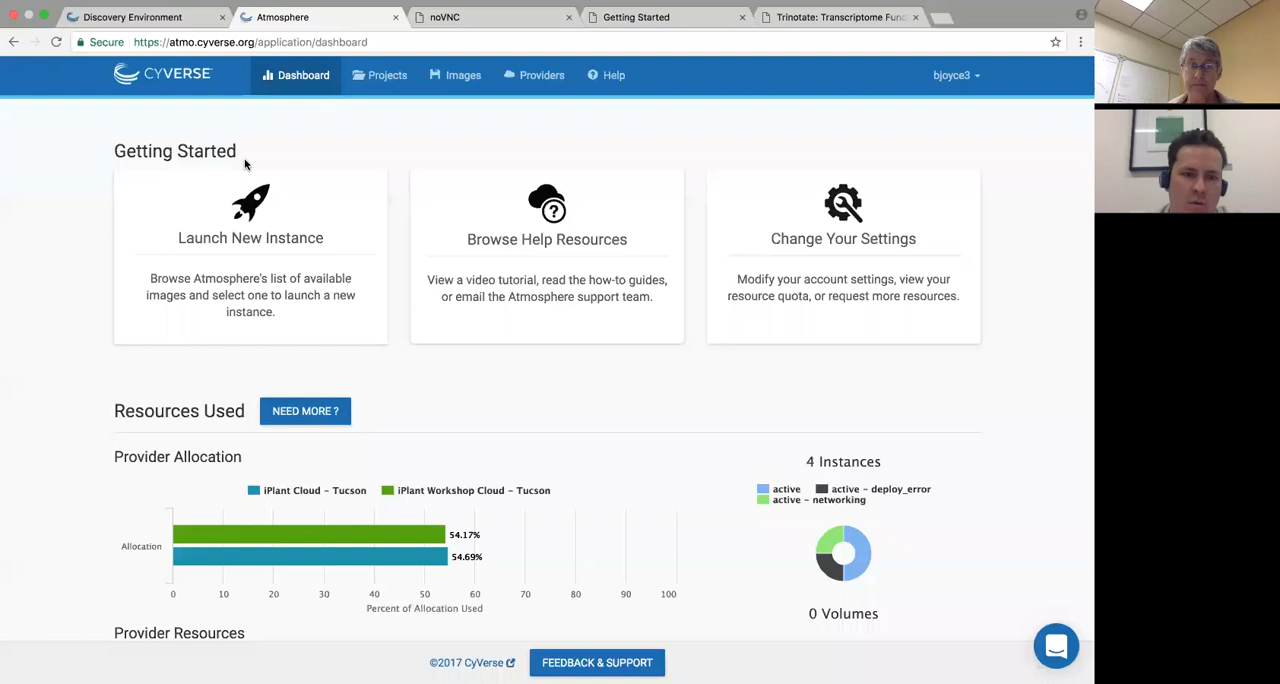 Discovery Environment
Atmosphere
noVNC
Getting Started
Trinotate: Transcriptome Fun
Secure
https://atmo.cyverse.org/application/dashboard
CYVERSE
Dashboard
Projects
Images
Providers
Help
bjoyce3
Getting Started
Launch New Instance
Browse Atmosphere's list of available
images and select one to launch a new
instance.
Browse Help Resources
View a video tutorial, read the how-to guides,
or email the Atmosphere support team.
Change Your Settings
Modify your account settings, view your
resource quota, or request more resources.
Resources Used
NEED MORE ?
Provider Allocation
iPlant Cloud - Tucson
iPlant Workshop Cloud - Tucson
Allocation
54.17%
54.69%
0 10 20 30 40 50 60 70 80 90 100
Percent of Allocation Used
4 Instances
active
active - deploy_error
active - networking
0 Volumes
Provider Resources
©2017 CyVerse
FEEDBACK & SUPPORT